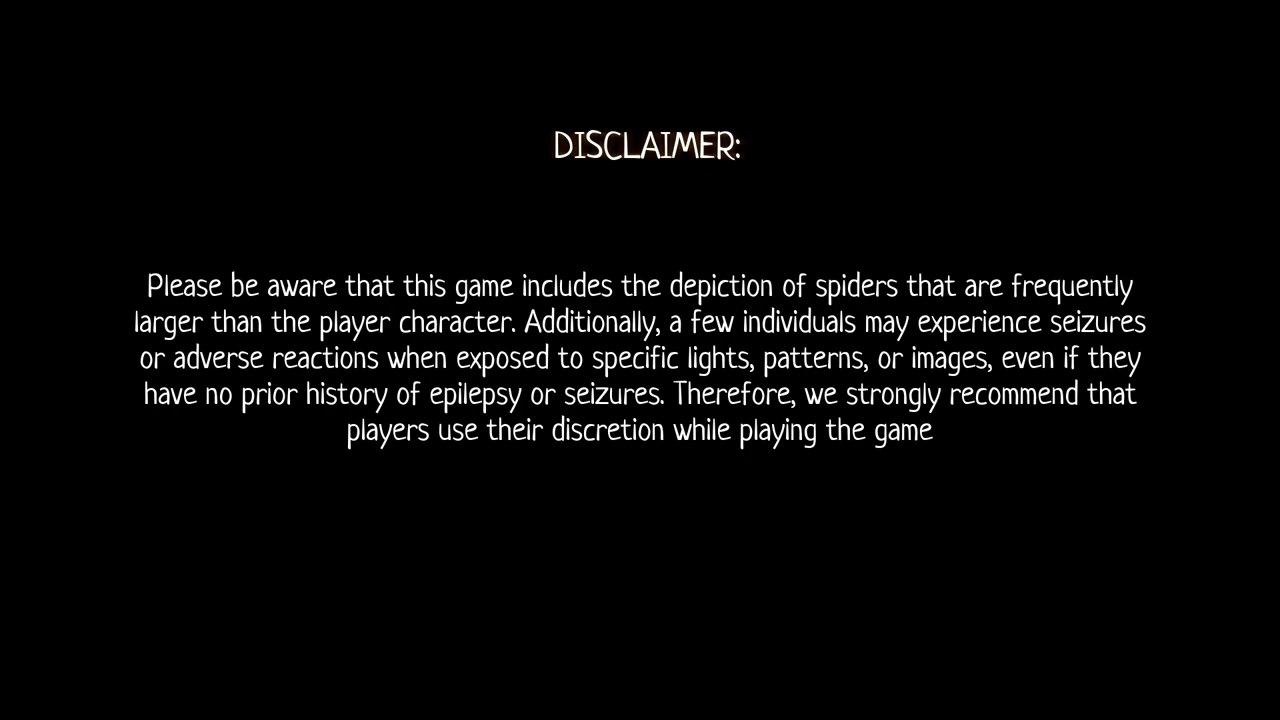 DISCLAIMER:
Please be aware that this game includes the depiction of spiders that are frequently
larger than the player character. Additionally, a few individuals may experience seizures
or adverse reactions when exposed to specific lights, patterns, or images, even if they
have no prior history of epilepsy or seizures. Therefore, we strongly recommend that
players use their discretion while playing the game